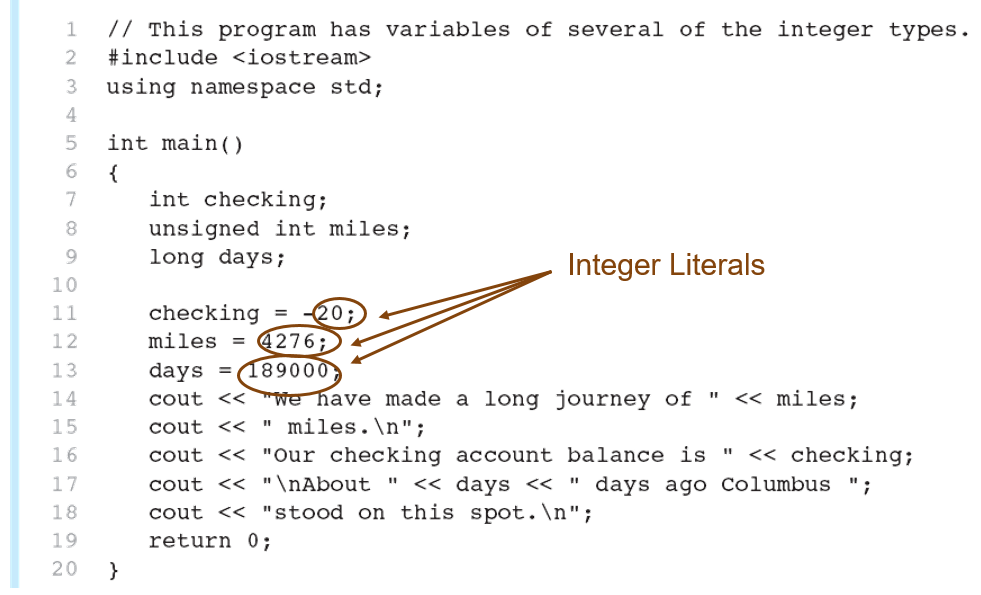 1 // This program has variables of several of the integer types.
2 #include <iostream>
3 using namespace std;
4
5 int main()
6 {
7 int checking;
8 unsigned int miles;
9 long days;
Integer Literals
10
11 checking = -20;
12 miles = 4276;
13 days = 189000;
14 cout << "We have made a long journey of " << miles;
15 cout << " miles.\n";
16 cout << "Our checking account balance is " << checking;
17 cout << "\nAbout " << days << " days ago Columbus ";
18 cout << "stood on this spot.\n";
19 return 0;
20 }